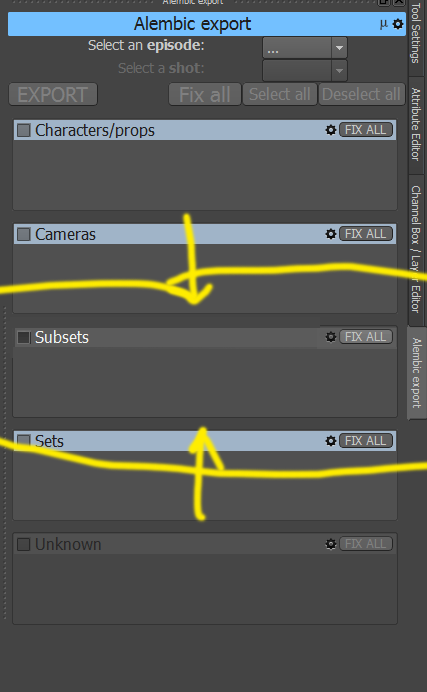 Alembic export
Alembic export
μ
Select an episode:
...
Select a shot:
EXPORT
Fix all
Select all
Deselect all
Characters/props
FIX ALL
Cameras
FIX ALL
Subsets
FIX ALL
Sets
FIX ALL
Unknown
FIX ALL
Tool Settings
Attribute Editor
Channel Box / Layer Editor
Alembic export